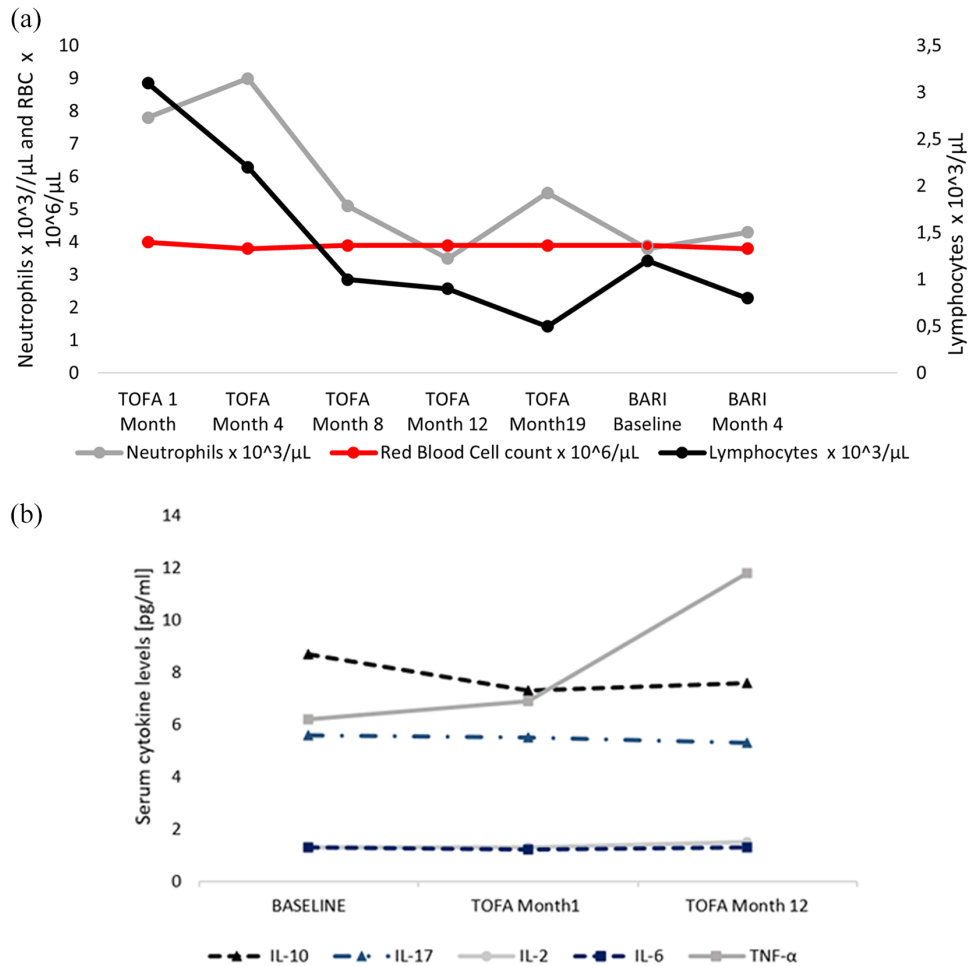 (a)
Neutrophils x 10^3//µL and RBC x
10^6/µL
10
9
8
7
6
5
4
3
2
1
0
3,5
3
2,5
2
1,5
1
0,5
0
Lymphocytes x 10^3/µL
TOFA 1
Month
TOFA
Month 4
TOFA
Month 8
TOFA
Month 12
TOFA
Month19
BARI
Baseline
BARI
Month 4
Neutrophils x 10^3/µL
Red Blood Cell count x 10^6/µL
Lymphocytes x 10^3/µL
(b)
Serum cytokine levels [pg/ml]
14
12
10
8
6
4
2
0
BASELINE
TOFA Month1
TOFA Month 12
IL-10
IL-17
IL-2
IL-6
TNF-α